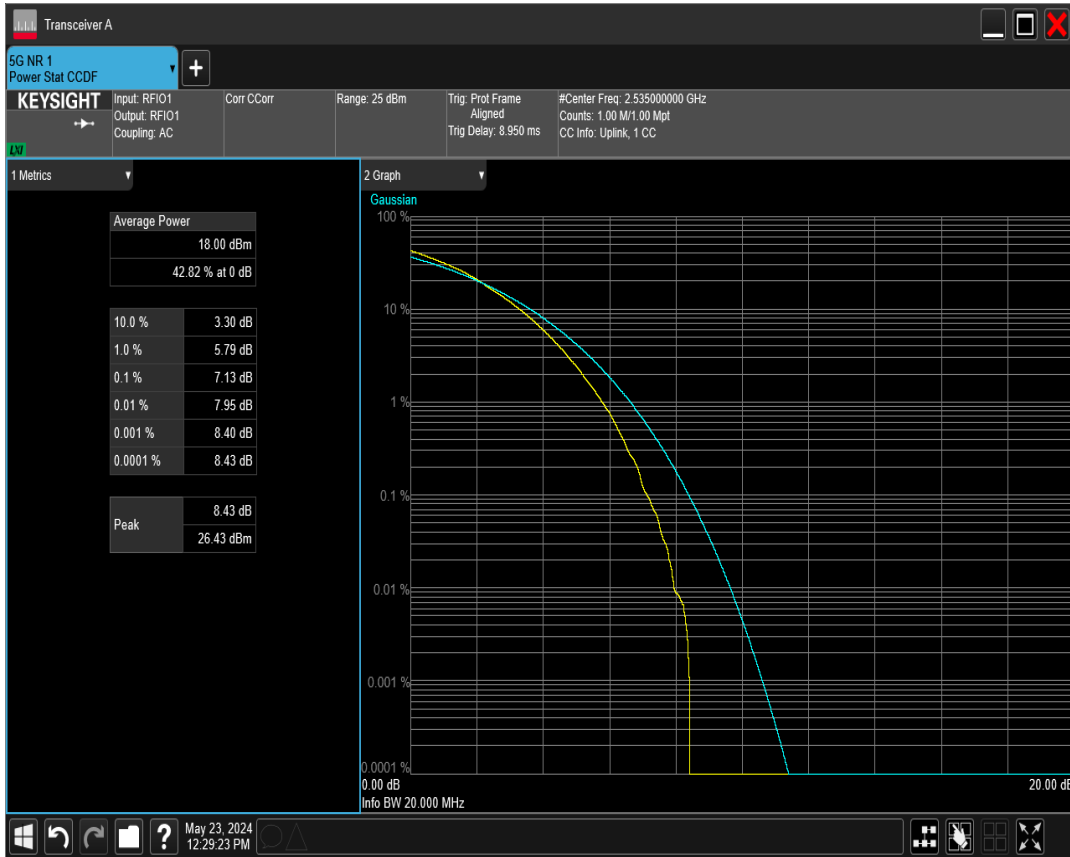 Transceiver A
5G NR 1
Power Stat CCDF
KEYSIGHT
LXI
Input: RFIO1
Output: RFIO1
Coupling: AC
Corr CCorr
Range: 25 dBm
Trig: Prot Frame
Aligned
Trig Delay: 8.950 ms
#Center Freq: 2.535000000 GHz
Counts: 1.00 M/1.00 Mpt
CC Info: Uplink, 1 CC
1 Metrics
Average Power
18.00 dBm
42.82 % at 0 dB
10.0 % 3.30 dB
1.0 % 5.79 dB
0.1 % 7.13 dB
0.01 % 7.95 dB
0.001 % 8.40 dB
0.0001 % 8.43 dB
Peak 8.43 dB
26.43 dBm
2 Graph
Gaussian
100 %
10 %
1 %
0.1 %
0.01 %
0.001 %
0.0001 %
0.00 dB 20.00 dB
Info BW 20.000 MHz
?
May 23, 2024
12:29:23 PM